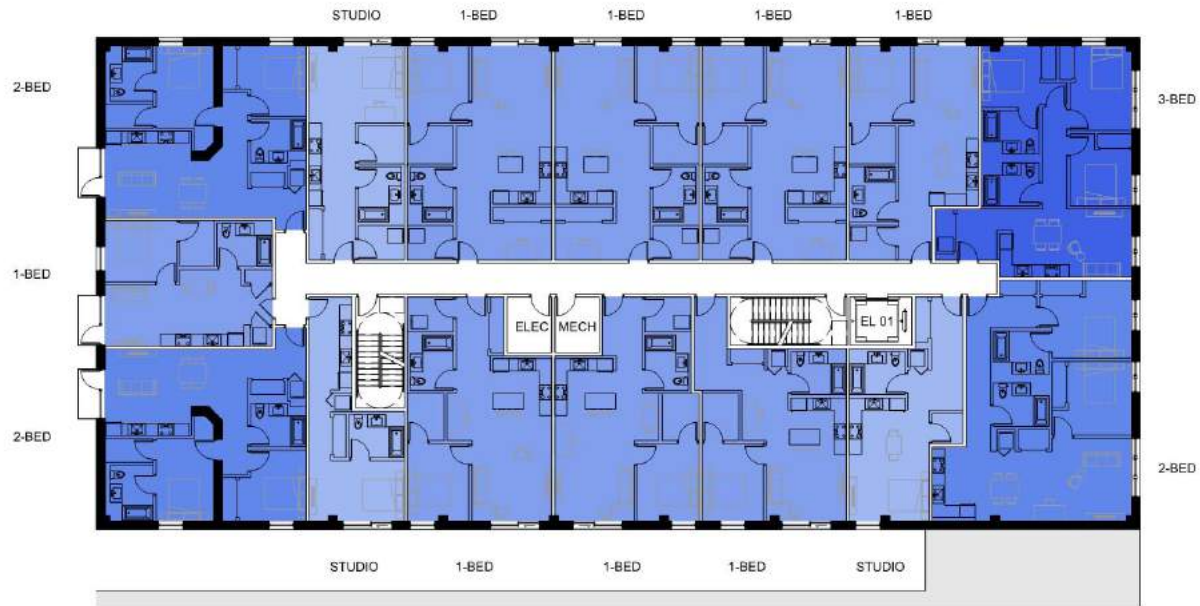 STUDIO 1-BED 1-BED 1-BED 1-BED
2-BED
3-BED
1-BED
ELEC MECH EL 01
2-BED
2-BED
STUDIO 1-BED 1-BED 1-BED STUDIO